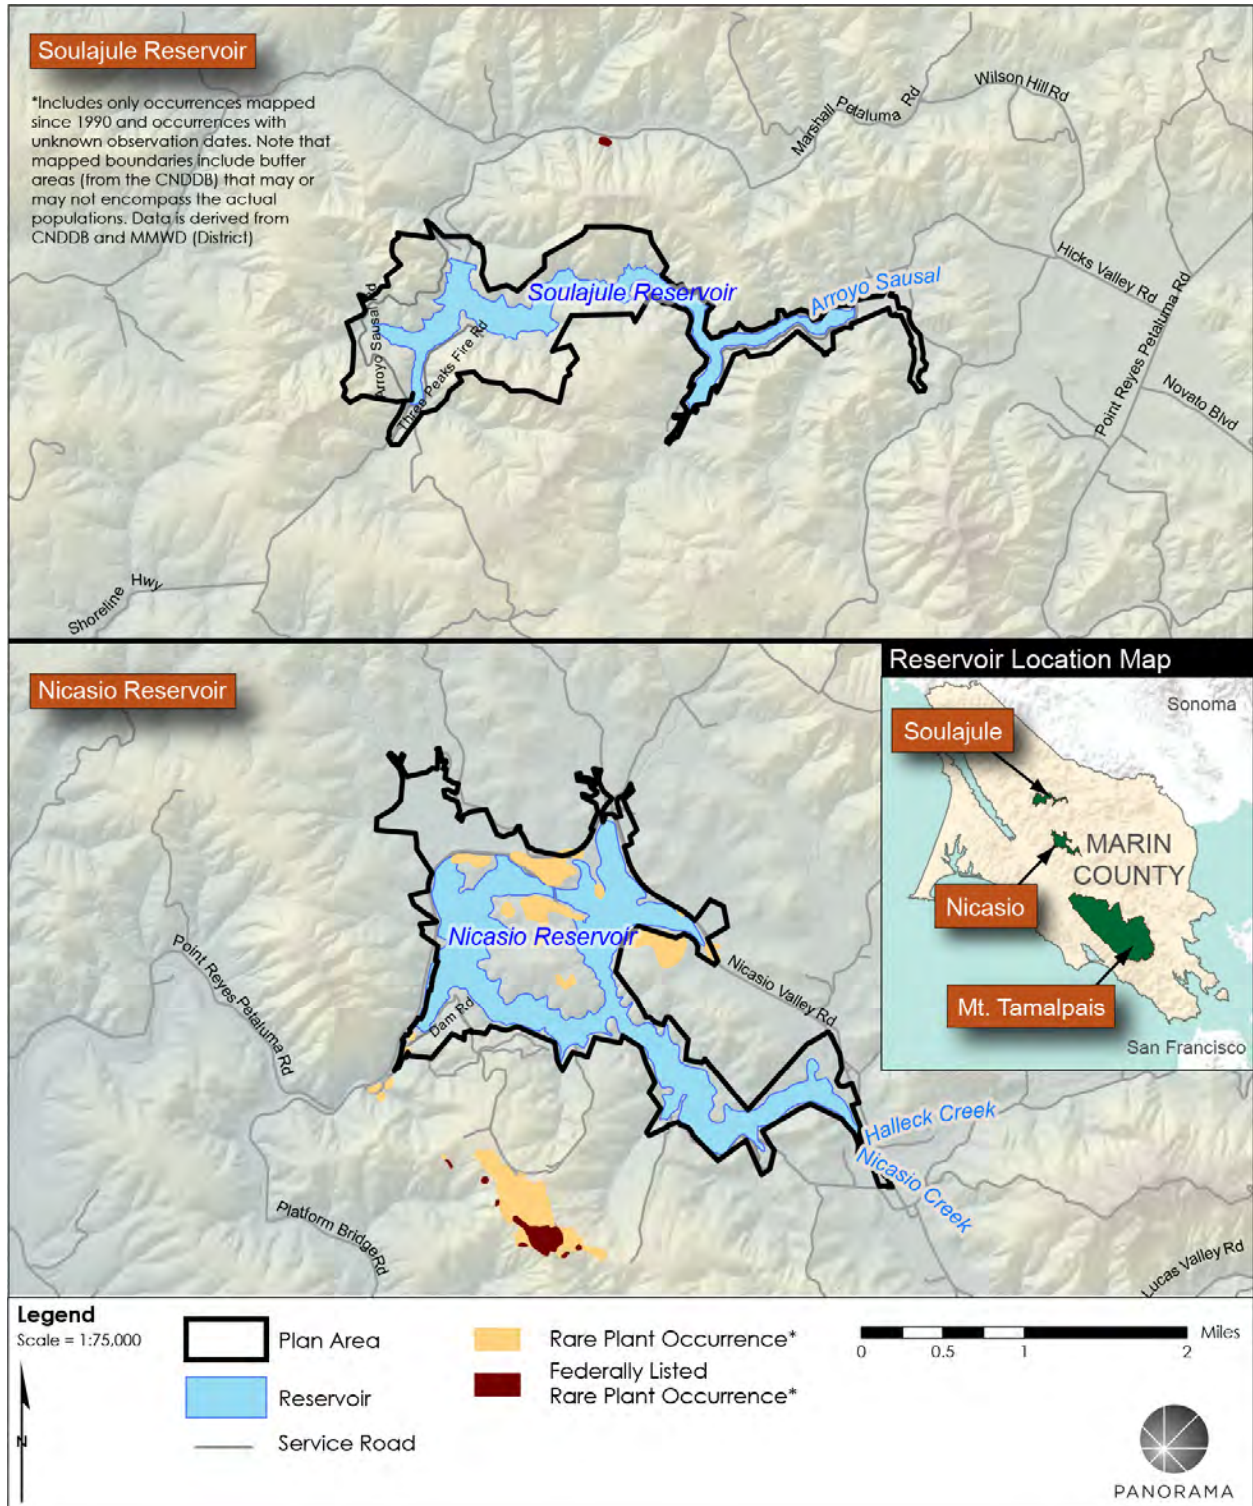 Soulajule Reservoir
*Includes only occurrences mapped
since 1990 and occurrences with
unknown observation dates. Note that
mapped boundaries include buffer
areas (from the CNDDB) that may or
may not encompass the actual
populations. Data is derived from
CNDDB and MMWD (District)
Wilson Hill Rd
Marshall Petaluma Rd
Hicks Valley Rd
Arroyo Sausal
Soulajule Reservoir
Arroyo Sausal Rd
Three Peaks Fire Rd
Point Reyes Petaluma Rd
Novato Blvd
Shoreline Hwy
Nicasio Reservoir
Reservoir Location Map
Sonoma
Soulajule
MARIN
COUNTY
Nicasio
Mt. Tamalpais
San Francisco
Nicasio Reservoir
Point Reyes Petaluma Rd
Nicasio Valley Rd
Dam Rd
Halleck Creek
Nicasio Creek
Platform Bridge Rd
Lucas Valley Rd
Legend
Scale = 1:75,000
N
Plan Area
Reservoir
Service Road
Rare Plant Occurrence*
Federally Listed
Rare Plant Occurrence*
Miles
0 0.5 1 2
PANORAMA